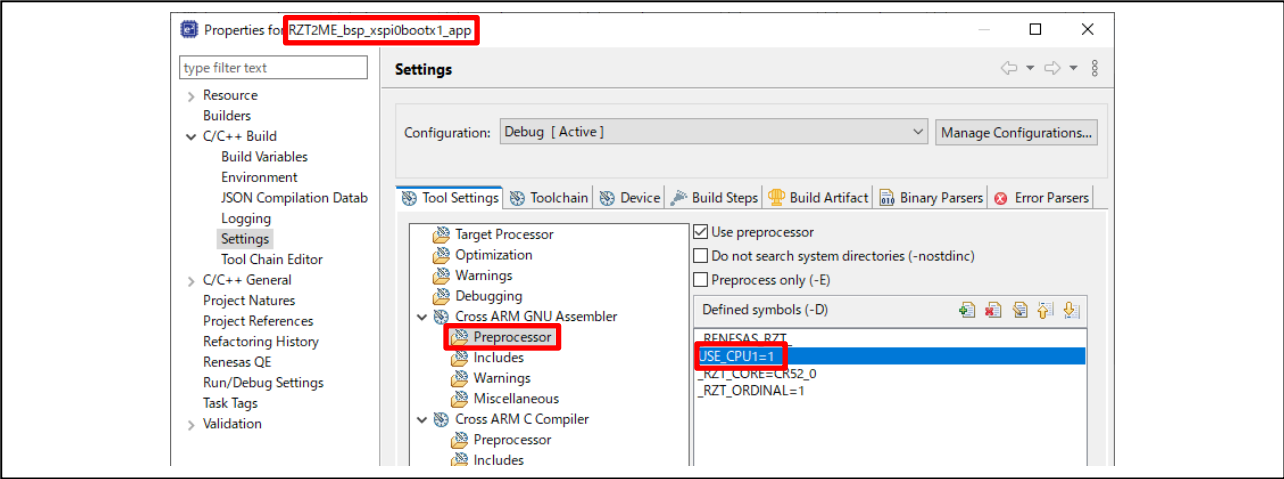 Properties for RZT2ME_bsp_xspi0bootx1_app
type filter text
Resource
Builders
C/C++ Build
Build Variables
Environment
JSON Compilation Datab
Logging
Settings
Tool Chain Editor
C/C++ General
Project Natures
Project References
Refactoring History
Renesas QE
Run/Debug Settings
Task Tags
Validation
Settings
Configuration: Debug [ Active ]
Manage Configurations...
Tool Settings Toolchain Device Build Steps Build Artifact Binary Parsers Error Parsers
Target Processor
Optimization
Warnings
Debugging
Cross ARM GNU Assembler
Preprocessor
Includes
Warnings
Miscellaneous
Cross ARM C Compiler
Preprocessor
Includes
Use preprocessor
Do not search system directories (-nostdinc)
Preprocess only (-E)
Defined symbols (-D)
_RENESAS_RZT_
USE_CPU1=1
_RZT_CORE=CR52_0
_RZT_ORDINAL=1